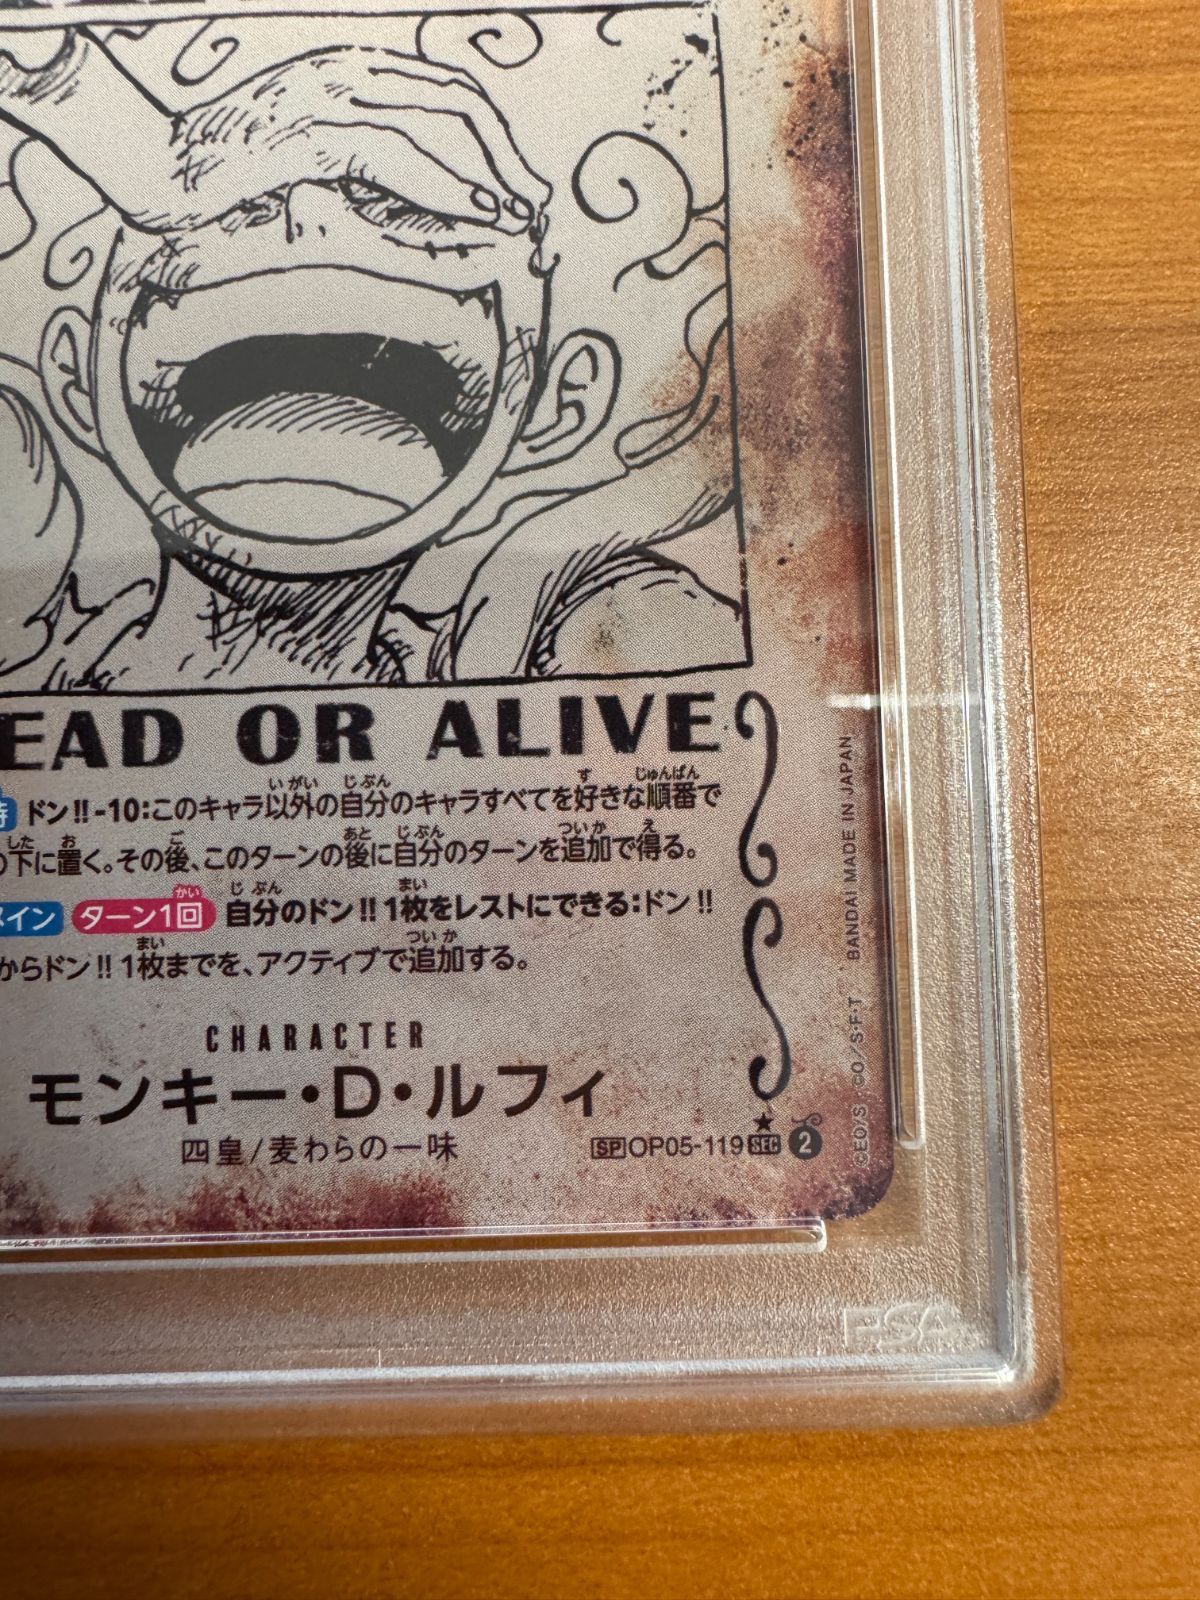 EAD OR ALIVE
時 ドン!!-10:このキャラ以外の自分のキャラすべてを好きな順番で
の下に置く。その後、このターンの後に自分のターンを追加で得る。
メイン ターン1回 自分のドン!!1枚をレストにできる:ドン!!
からドン!!1枚までを、アクティブで追加する。
CHARACTER
モンキー・D・ルフィ
四皇/麦わらの一味
SP OP05-119 SEC 2
©EO/S ©O/S・F・T BANDAI MADE IN JAPAN
PSA